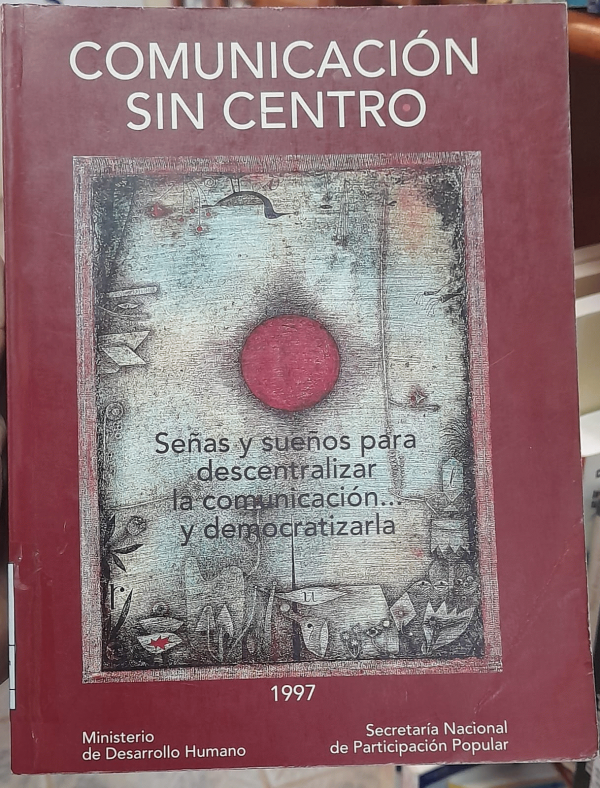 COMUNICACIÓN
SIN CENTRO
Señas y sueños para
descentralizar
la comunicación...
y democratizarla
1997
Ministerio
de Desarrollo Humano
Secretaría Nacional
de Participación Popular